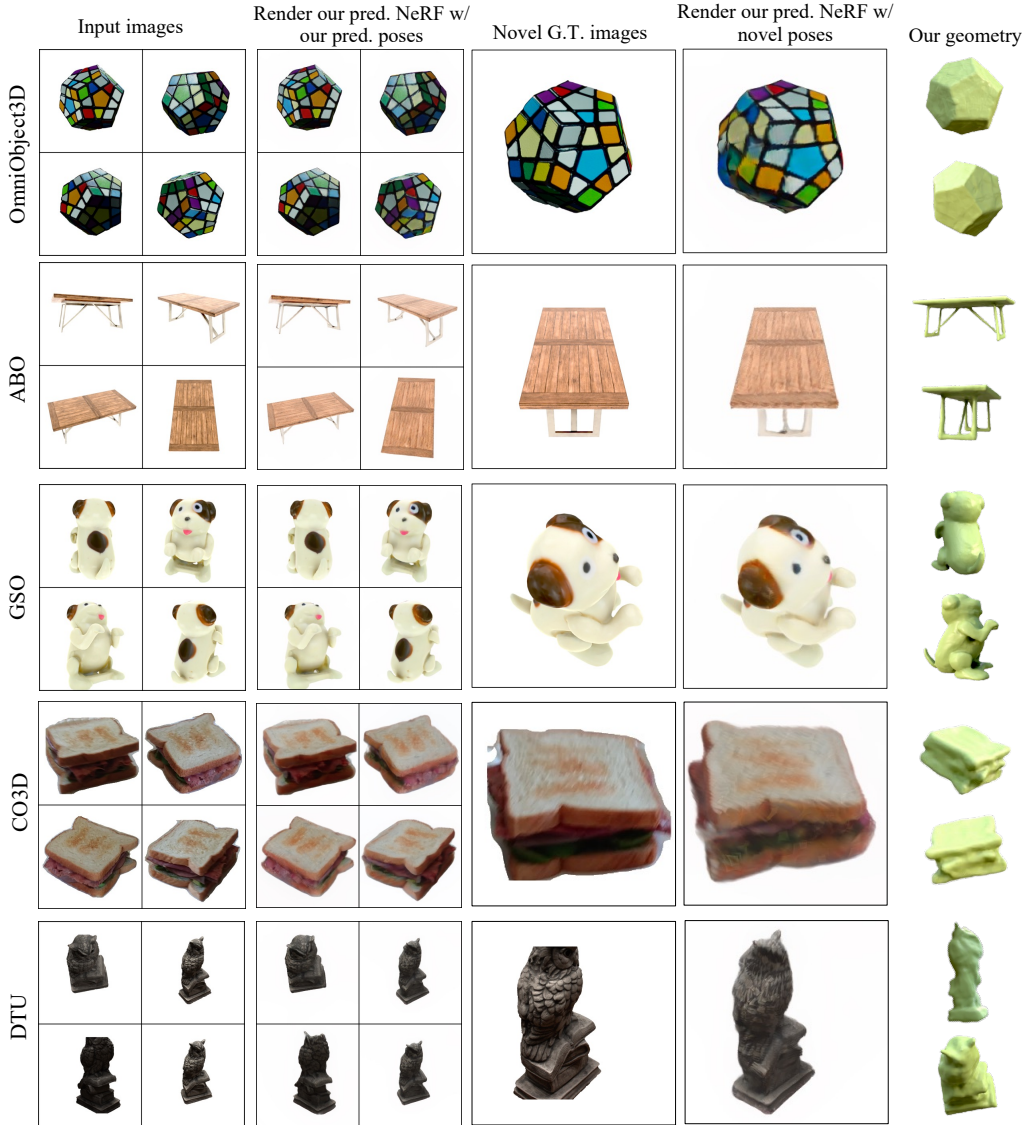 Input images
Render our pred. NeRF w/
our pred. poses
Novel G.T. images
Render our pred. NeRF w/
novel poses
Our geometry
OmniObject3D
ABO
GSO
CO3D
DTU